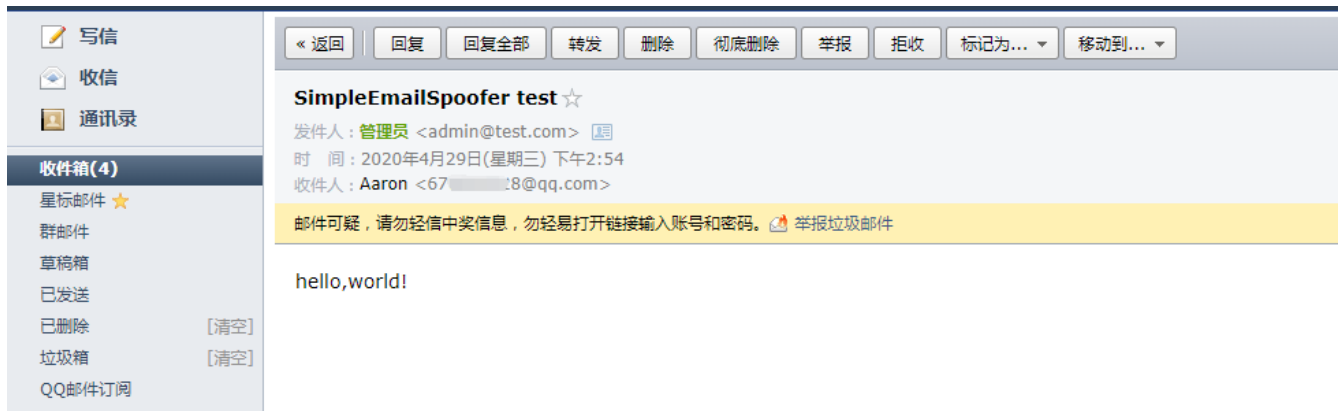 写信
收信
通讯录
收件箱(4)
星标邮件
群邮件
草稿箱
已发送
已删除 [清空]
垃圾箱 [清空]
QQ邮件订阅
« 返回 回复 回复全部 转发 删除 彻底删除 举报 拒收 标记为... 移动到...
SimpleEmailSpoofer test
发件人：管理员 <admin@test.com>
时 间：2020年4月29日(星期三) 下午2:54
收件人：Aaron <67 8@qq.com>
邮件可疑，请勿轻信中奖信息，勿轻易打开链接输入账号和密码。 举报垃圾邮件
hello,world!